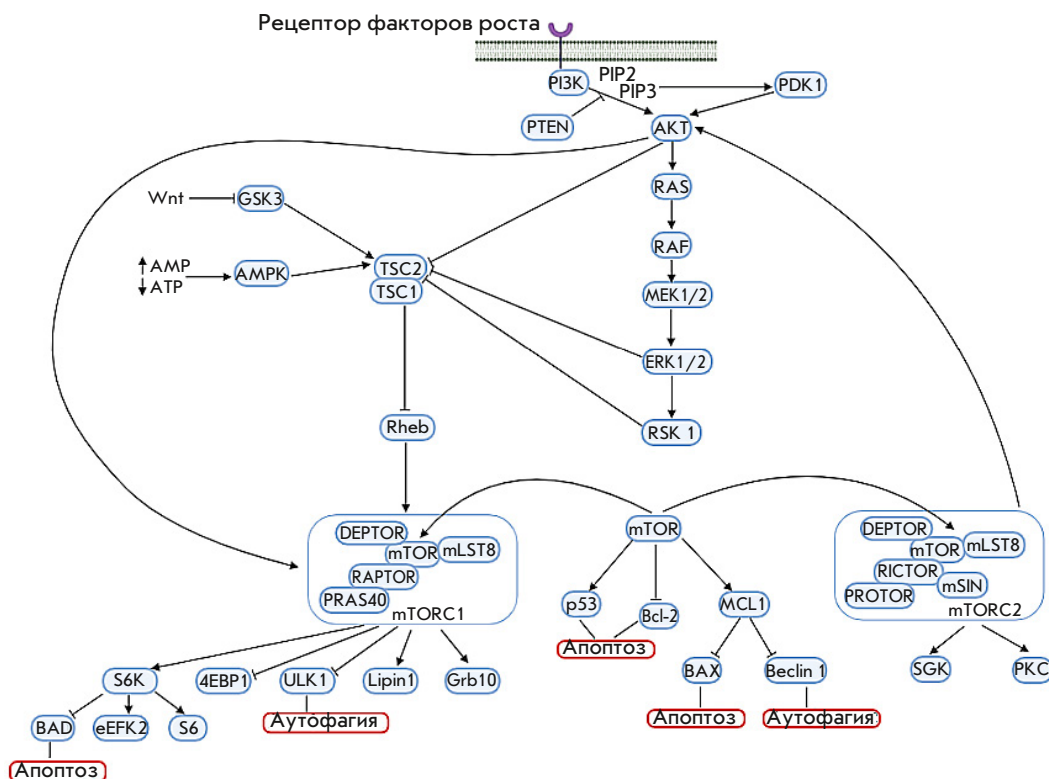 Рецептор факторов роста
PI3K
PIP2
PIP3
PDK1
PTEN
AKT
Wnt
GSK3
RAS
RAF
AMP
ATP
AMPK
TSC2
TSC1
MEK1/2
ERK1/2
Rheb
RSK 1
DEPTOR
mTOR
mLST8
RAPTOR
PRAS40
mTORC1
mTOR
p53
Bcl-2
MCL1
Апоптоз
BAX
Beclin 1
Апоптоз
Аутофагия
DEPTOR
mTOR
mLST8
RICTOR
mSIN
PROTOR
mTORC2
SGK
PKC
S6K
4EBP1
ULK1
Lipin1
Grb10
Аутофагия
BAD
eEFK2
S6
Апоптоз